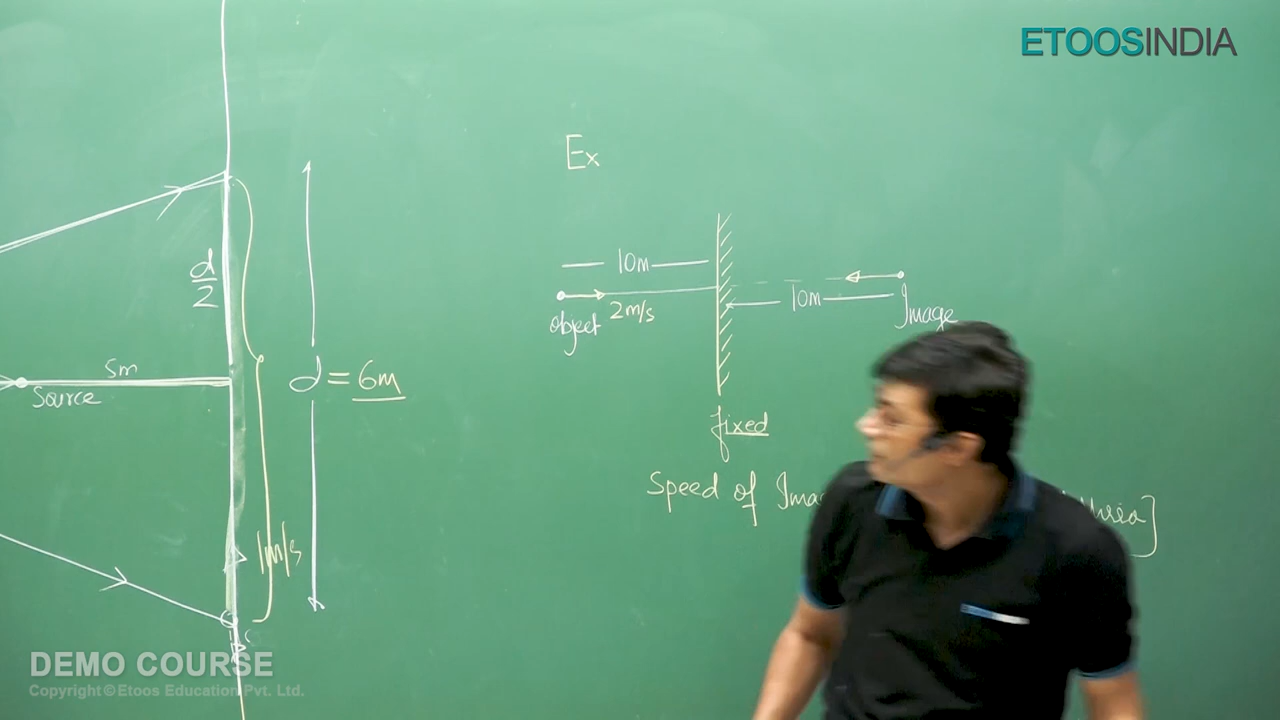 ETOOSINDIA
Ex
10m
10m
2m/s
object
Image
fixed
Speed of
d/2
5m
Source
d = 6m
1m/s
DEMO COURSE
Copyright © Etoos Education Pvt. Ltd.